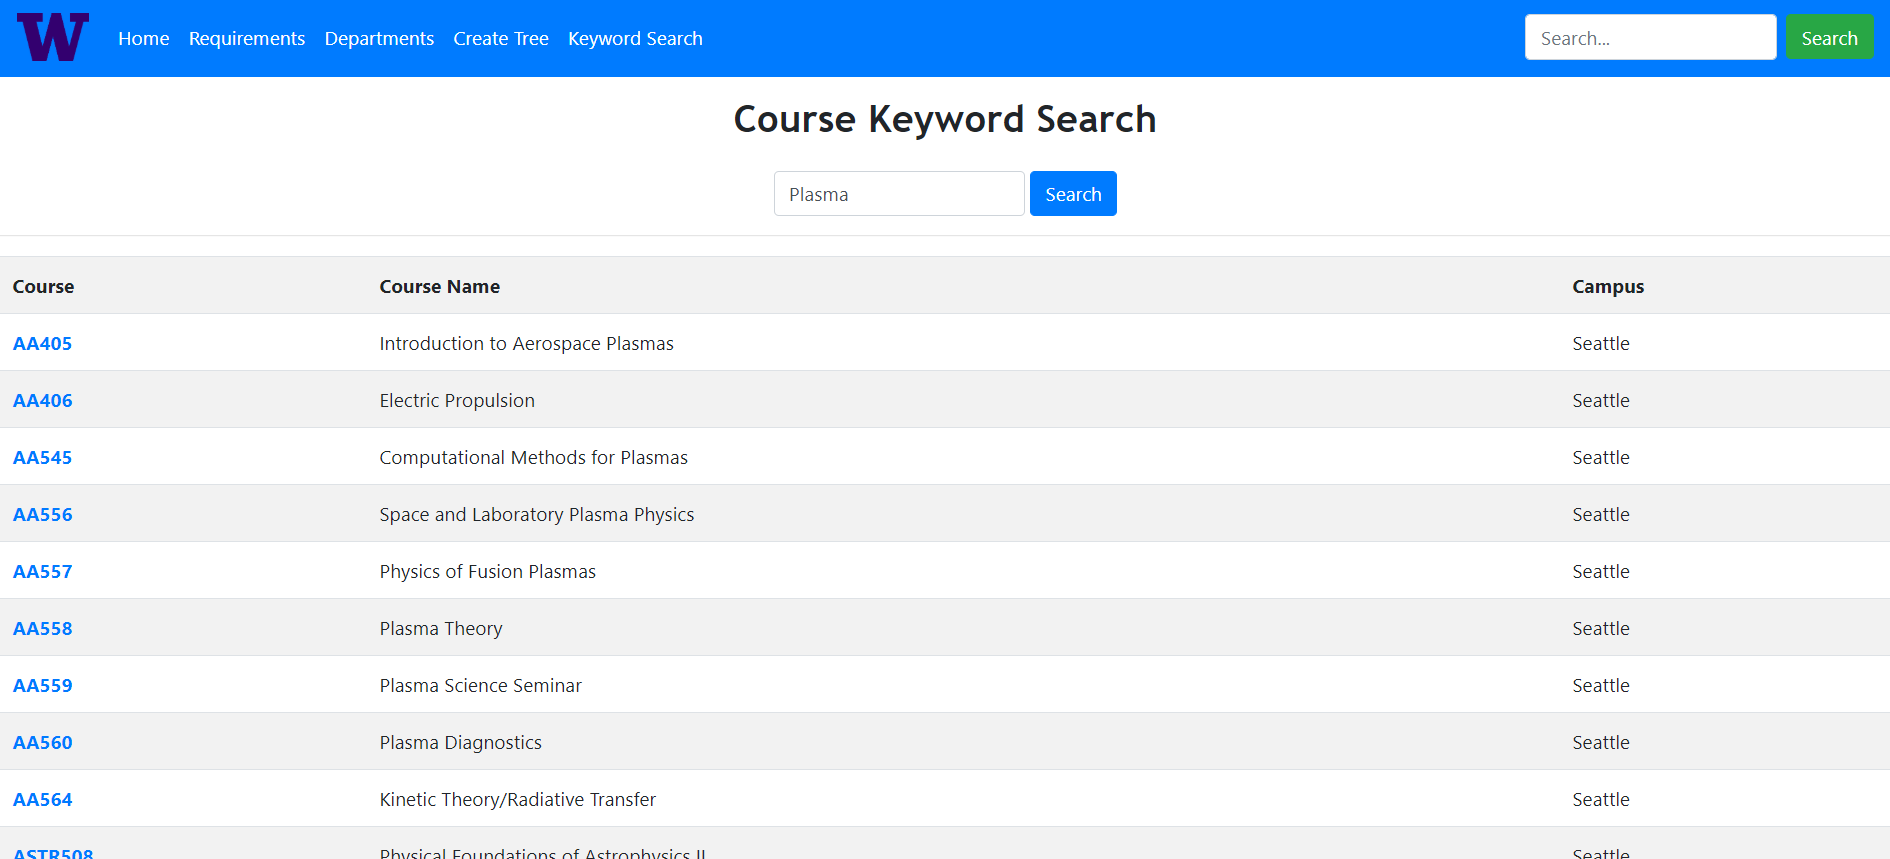 W Home Requirements Departments Create Tree Keyword Search Search... Search
Course Keyword Search
Plasma Search
Course Course Name Campus
AA405 Introduction to Aerospace Plasmas Seattle
AA406 Electric Propulsion Seattle
AA545 Computational Methods for Plasmas Seattle
AA556 Space and Laboratory Plasma Physics Seattle
AA557 Physics of Fusion Plasmas Seattle
AA558 Plasma Theory Seattle
AA559 Plasma Science Seminar Seattle
AA560 Plasma Diagnostics Seattle
AA564 Kinetic Theory/Radiative Transfer Seattle
ASTR508 Physical Foundations of Astrophysics II Seattle